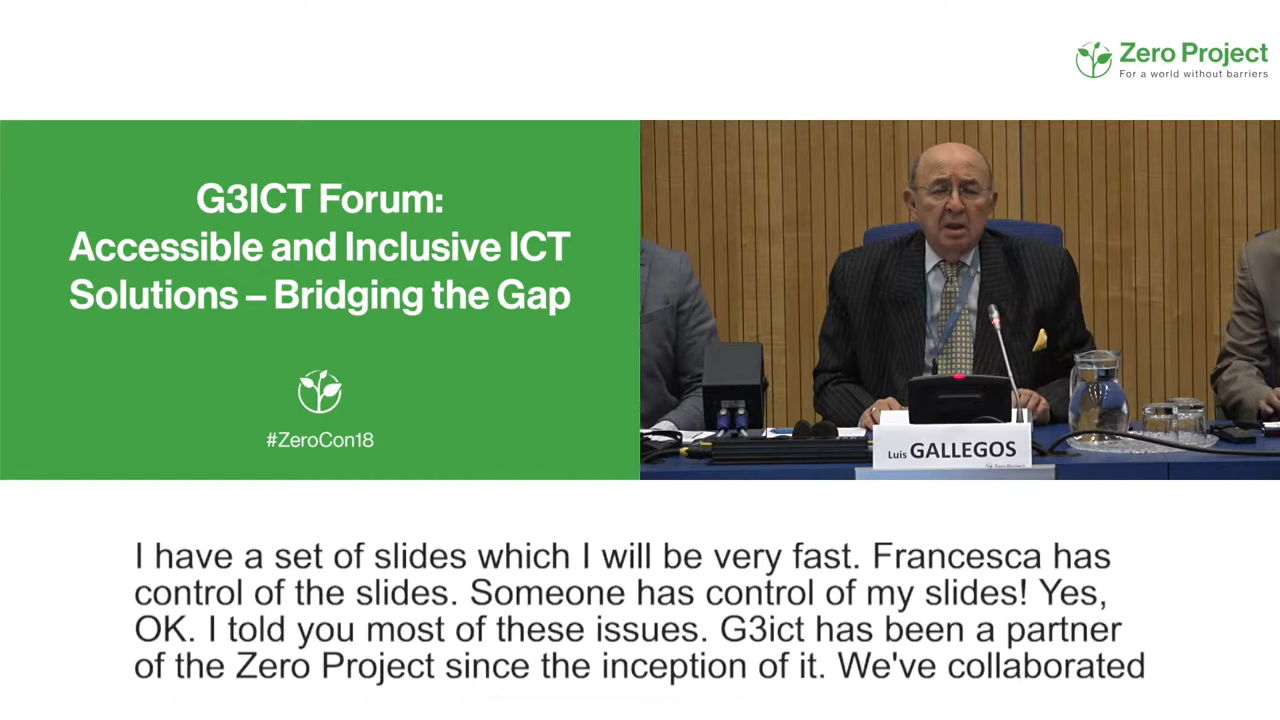 Zero Project
For a world without barriers
G3ICT Forum:
Accessible and Inclusive ICT
Solutions – Bridging the Gap
#ZeroCon18
Luis GALLEGOS
Zero Project
I have a set of slides which I will be very fast. Francesca has
control of the slides. Someone has control of my slides! Yes,
OK. I told you most of these issues. G3ict has been a partner
of the Zero Project since the inception of it. We've collaborated